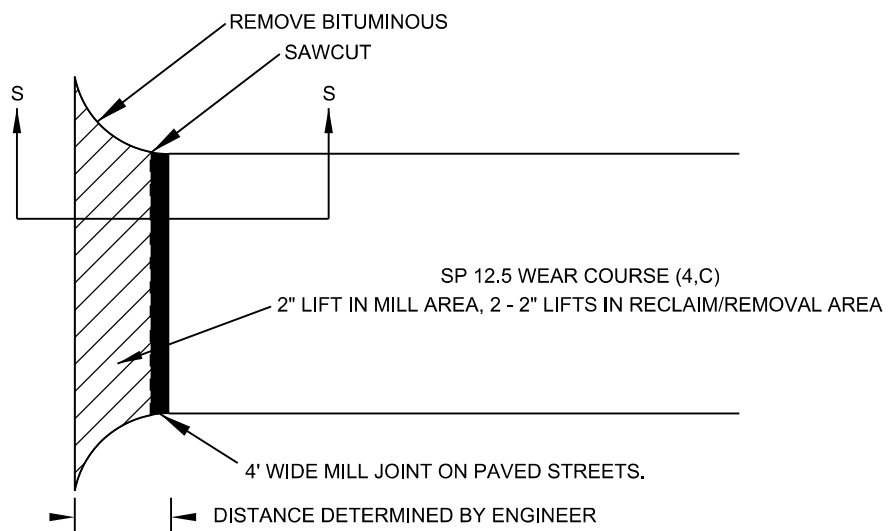 REMOVE BITUMINOUS
SAWCUT
S
S
SP 12.5 WEAR COURSE (4,C)
2" LIFT IN MILL AREA, 2 - 2" LIFTS IN RECLAIM/REMOVAL AREA
4' WIDE MILL JOINT ON PAVED STREETS.
DISTANCE DETERMINED BY ENGINEER